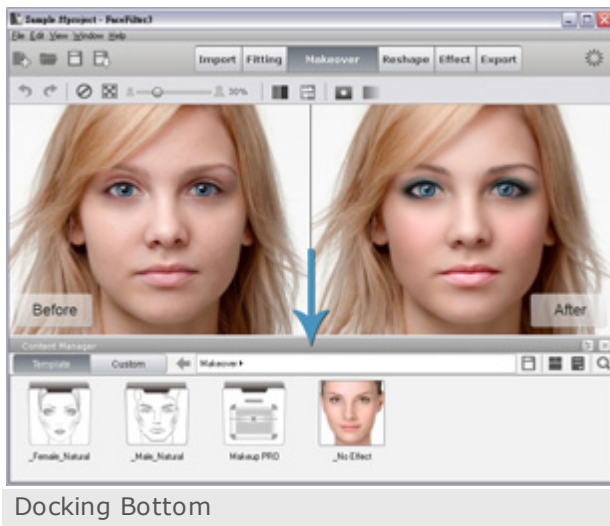 Sample ffproject - FaceFilter3
File Edit View Window Help
Import Fitting Makeover Reshape Effect Export
30%
Before
After
Content Manager
Template Custom Makeover
_Female_Natural _Male_Natural Makeup PRO _No Effect
Docking Bottom